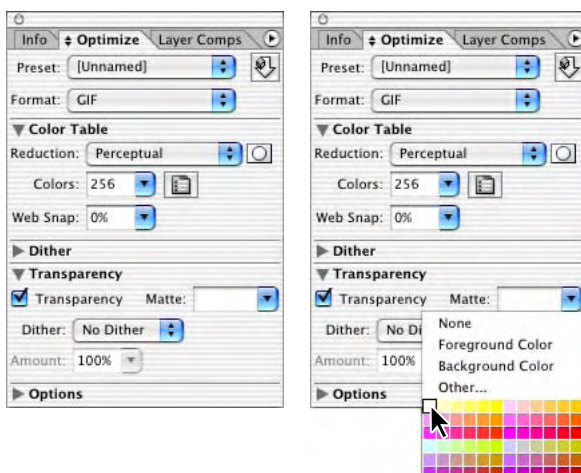 Info Optimize Layer Comps
Preset: [Unnamed]
Format: GIF
Color Table
Reduction: Perceptual
Colors: 256
Web Snap: 0%
Dither
Transparency
Transparency Matte:
Dither: No Dither
Amount: 100%
Options
Info Optimize Layer Comps
Preset: [Unnamed]
Format: GIF
Color Table
Reduction: Perceptual
Colors: 256
Web Snap: 0%
Dither
Transparency
Transparency Matte:
Dither: No Di
Amount: 100%
Options
None
Foreground Color
Background Color
Other...